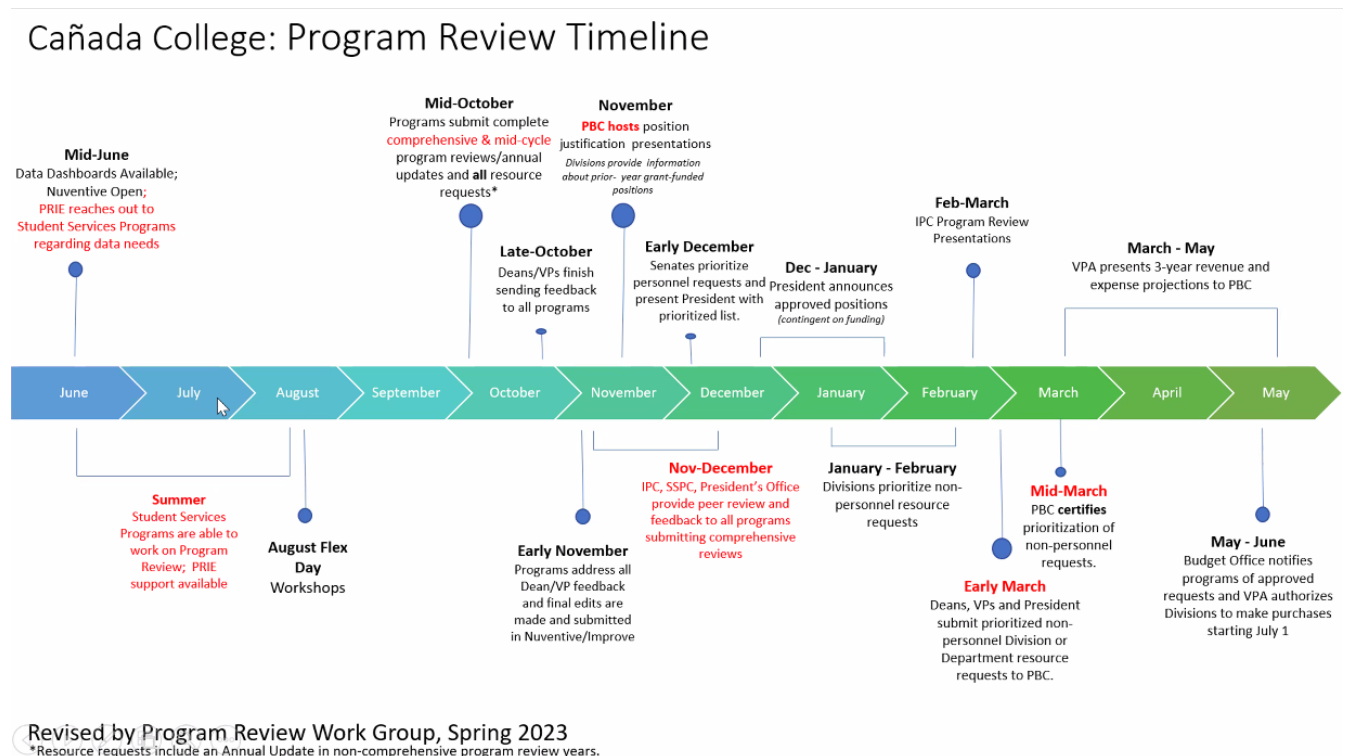 Cañada College: Program Review Timeline
Mid-June
Data Dashboards Available;
Nuventive Open;
PRIE reaches out to
Student Services Programs
regarding data needs
Mid-October
Programs submit complete
comprehensive & mid-cycle
program reviews/annual
updates and all resource
requests*
Late-October
Deans/VPs finish
sending feedback
to all programs
November
PBC hosts position
justification presentations
Divisions provide information
about prior- year grant-funded
positions
Early December
Senates prioritize
personnel requests and
present President with
prioritized list.
Dec - January
President announces
approved positions
(contingent on funding)
Feb-March
IPC Program Review
Presentations
March - May
VPA presents 3-year revenue and
expense projections to PBC
June
July
August
September
October
November
December
January
February
March
April
May
Summer
Student Services
Programs are able to
work on Program
Review; PRIE
support available
August Flex
Day
Workshops
Early November
Programs address all
Dean/VP feedback
and final edits are
made and submitted
in Nuventive/Improve
Nov-December
IPC, SSPC, President's Office
provide peer review and
feedback to all programs
submitting comprehensive
reviews
January - February
Divisions prioritize non-
personnel resource
requests
Early March
Deans, VPs and President
submit prioritized non-
personnel Division or
Department resource
requests to PBC.
Mid-March
PBC certifies
prioritization of
non-personnel
requests.
May - June
Budget Office notifies
programs of approved
requests and VPA authorizes
Divisions to make purchases
starting July 1
Revised by Program Review Work Group, Spring 2023
*Resource requests include an Annual Update in non-comprehensive program review years.